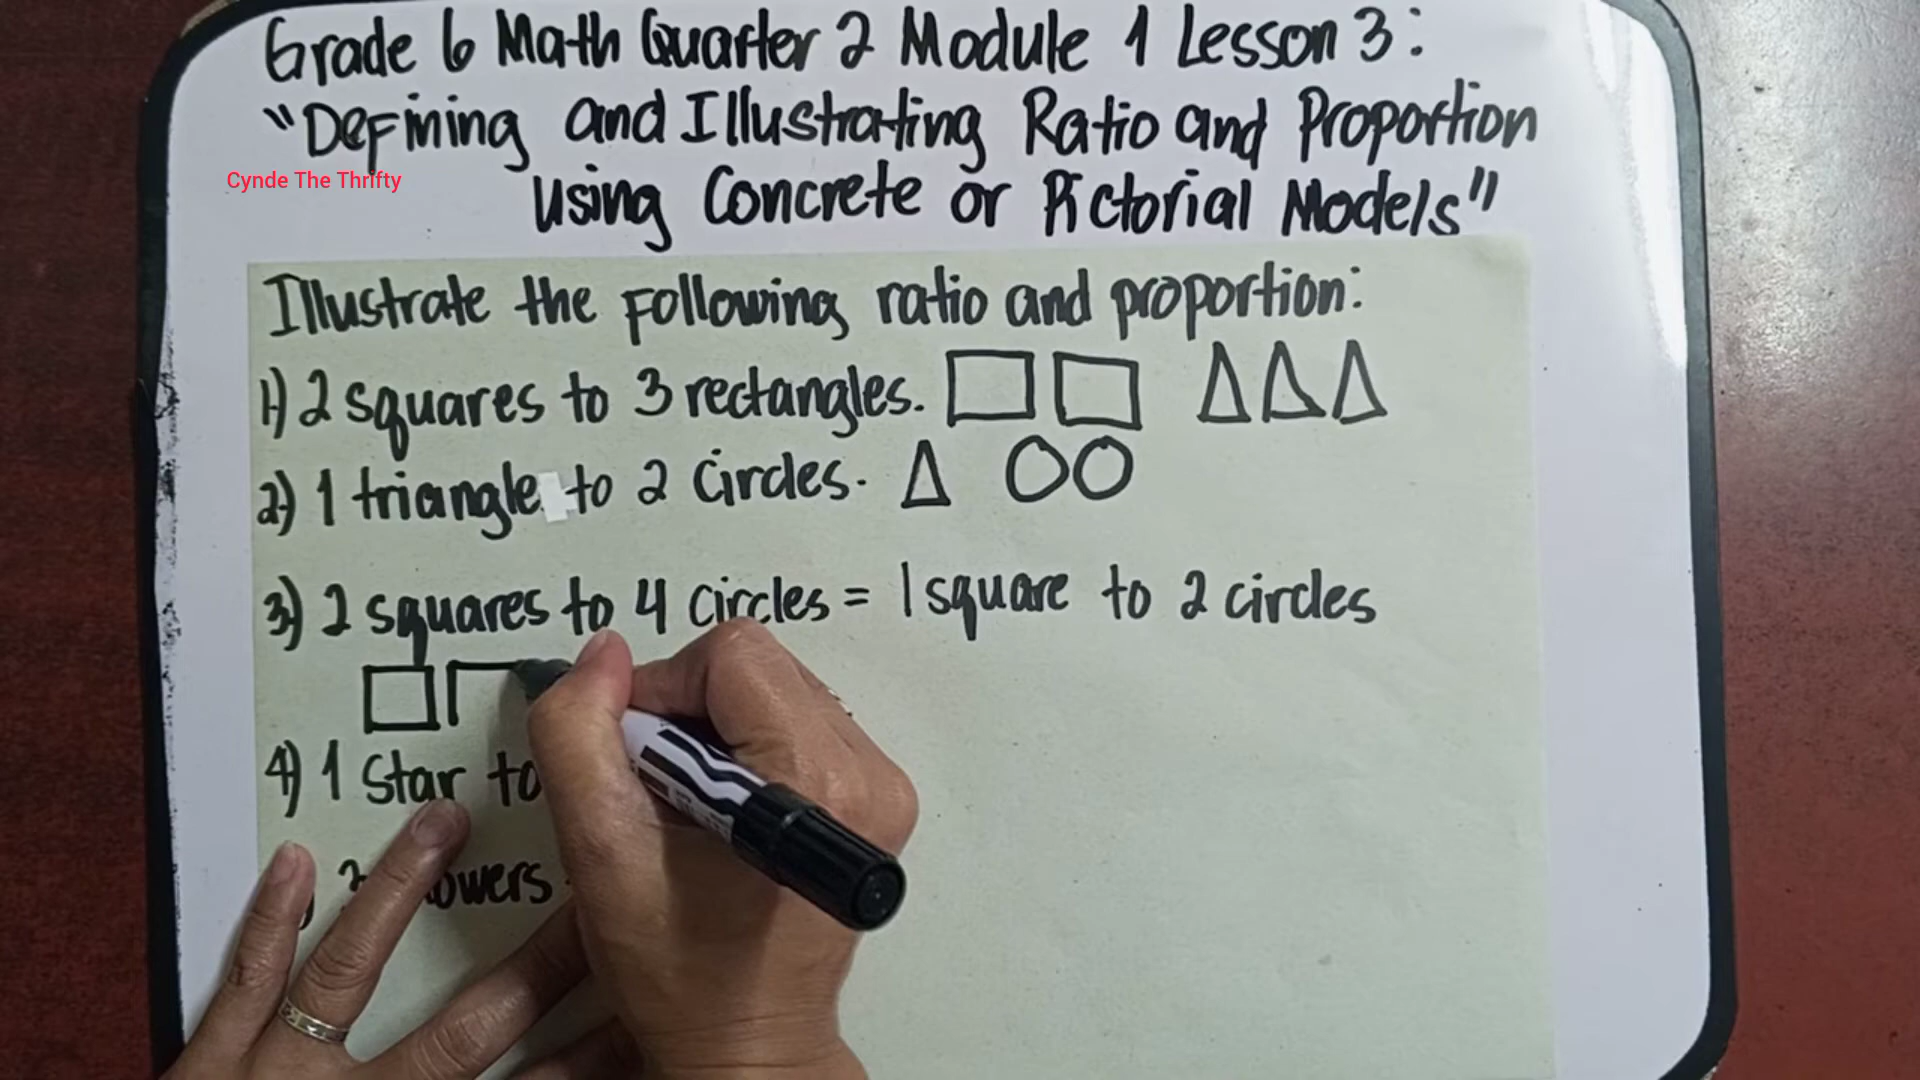 Grade 6 Math Quarter 2 Module 1 Lesson 3:
"Defining and Illustrating Ratio and Proportion
Cynde The Thrifty
using Concrete or Pictorial Models"
Illustrate the following ratio and proportion:
1) 2 squares to 3 rectangles.
2) 1 triangle to 2 circles.
3) 2 squares to 4 circles = 1 square to 2 circles
4) 1 star to